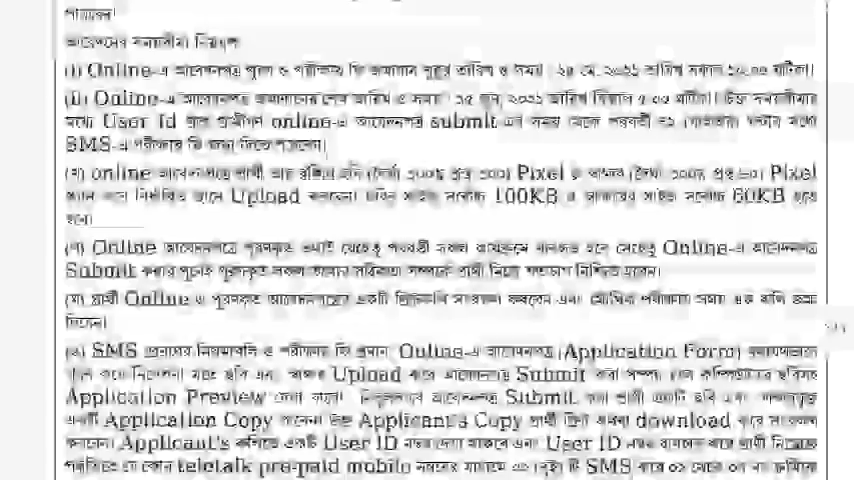 পারবেন।
আবেদনের সময়সীমা নিম্নরূপ
(i) Online-এ আবেদনপত্র পূরণ ও পরীক্ষার ফি জমাদান শুরুর তারিখ ও সময় : ২৪ মে, ২০২১ তারিখ সকাল ১০.০০ ঘটিকা।
(ii) Online-এ আবেদনপত্র জমাদানের শেষ তারিখ ও সময় : ১৫ জুন, ২০২১ তারিখ বিকাল ৫.০০ ঘটিকা। উক্ত সময়সীমার
মধ্যে User Id প্রাপ্ত প্রার্থীগণ online-এ আবেদনপত্র submit এর সময় থেকে পরবর্তী ৭২ (বাহাত্তর) ঘন্টার মধ্যে
SMS-এ পরীক্ষার ফি জমা দিতে পারবেন।
online আবেদনপত্রে প্রার্থী তার রঙ্গিন ছবি (দৈর্ঘ্য ৩০০x প্রস্থ ৩০০) Pixel ও স্বাক্ষর (দৈর্ঘ্য ৩০০x প্রস্থ ৮০) Pixel
স্ক্যান করে নির্ধারিত স্থানে Upload করবেন। ছবির সাইজ সর্বোচ্চ 100KB ও স্বাক্ষরের সাইজ সর্বোচ্চ 60KB হতে
হবে।
(গ) Online আবেদনপত্রে পূরণকৃত তথ্যই যেহেতু পরবর্তী সকল কার্যক্রমে ব্যবহৃত হবে সেহেতু Online-এ আবেদনপত্র
Submit করার পূর্বেই পূরণকৃত সকল তথ্যের সঠিকতা সম্পর্কে প্রার্থী নিজে শতভাগ নিশ্চিত হবেন।
(ঘ) প্রার্থী Online এ পূরণকৃত আবেদনপত্রের একটি প্রিন্টকপি সংরক্ষণ করবেন এবং মৌখিক পরীক্ষার সময় এক কপি জমা
দিবেন।
(ঙ) SMS প্রেরণের নিয়মাবলি ও পরীক্ষার ফি প্রদান: Online-এ আবেদনপত্র (Application Form) যথাযথভাবে
পূরণ করে নির্দেশনা মতে ছবি এবং স্বাক্ষর Upload করে আবেদনপত্র Submit করা সম্পন্ন হলে কম্পিউটারে ছবিসহ
Application Preview দেখা যাবে। নির্ভুলভাবে আবেদনপত্র Submit করা প্রার্থী একটি ছবি এবং স্বাক্ষরযুক্ত
একটি Application Copy পাবেন। উক্ত Applicant's Copy প্রার্থী প্রিন্ট অথবা download করে সংরক্ষণ
করবেন। Applicant's কপিতে একটি User ID নম্বর দেয়া থাকবে এবং User ID নম্বর ব্যবহার করে প্রার্থী নিম্নোক্ত
পদ্ধতিতে যে কোন teletalk pre-paid mobile নম্বরের মাধ্যমে ০২ (দুই) টি SMS করে